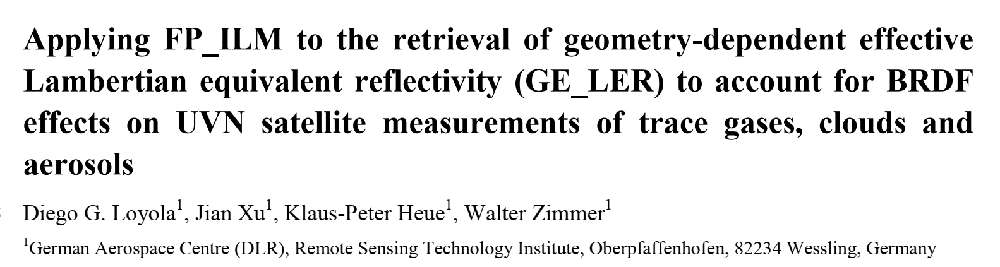 Applying FP_ILM to the retrieval of geometry-dependent effective
Lambertian equivalent reflectivity (GE_LER) to account for BRDF
effects on UVN satellite measurements of trace gases, clouds and
aerosols
Diego G. Loyola1, Jian Xu1, Klaus-Peter Heue1, Walter Zimmer1
1German Aerospace Centre (DLR), Remote Sensing Technology Institute, Oberpfaffenhofen, 82234 Wessling, Germany